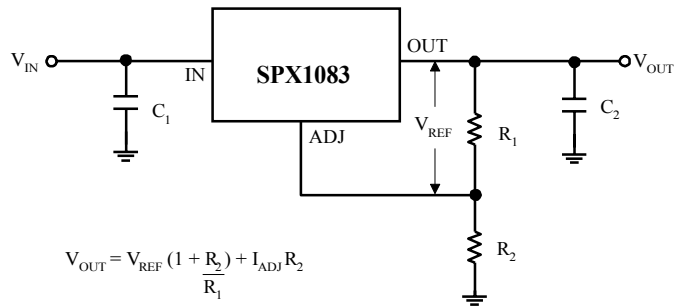 V_IN
IN
SPX1083
OUT
V_OUT
C_1
ADJ
V_REF
R_1
C_2
V_OUT = V_REF (1 + R_2/R_1) + I_ADJ R_2
R_2